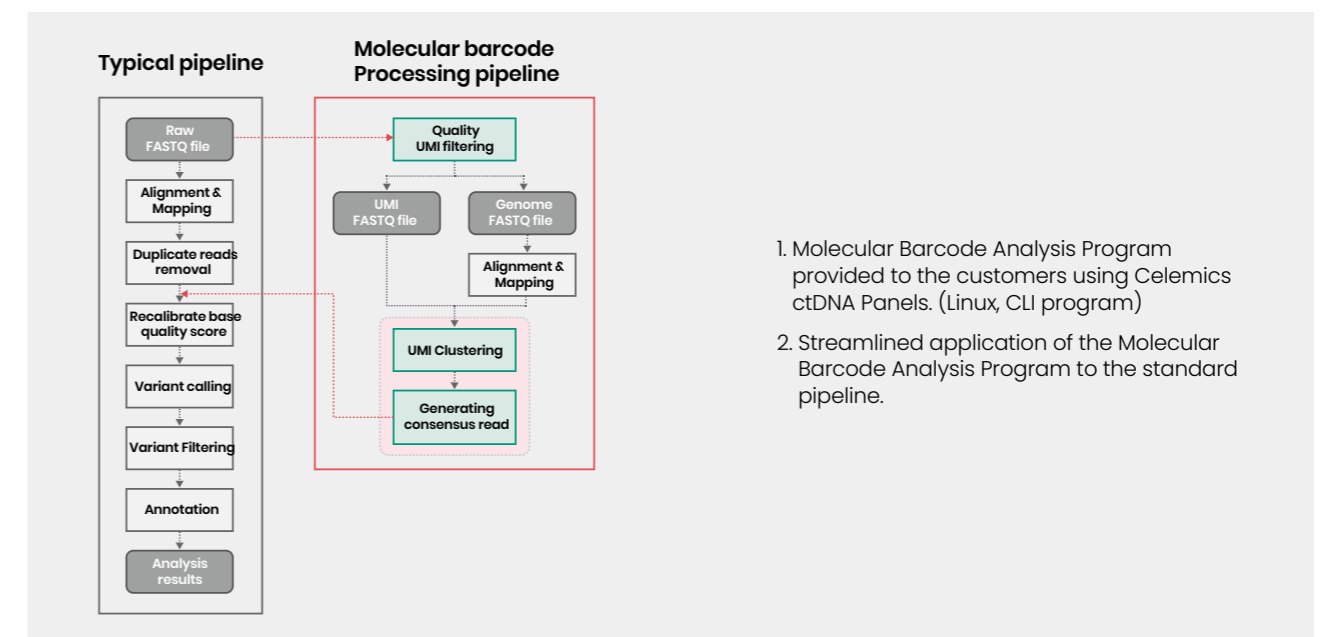 Typical pipeline
Raw
FASTQ file
Alignment &
Mapping
Duplicate reads
removal
Recalibrate base
quality score
Variant calling
Variant Filtering
Annotation
Analysis
results
Molecular barcode
Processing pipeline
Quality
UMI filtering
UMI
FASTQ file
Genome
FASTQ file
Alignment &
Mapping
UMI Clustering
Generating
consensus read
1. Molecular Barcode Analysis Program
provided to the customers using Celemics
ctDNA Panels. (Linux, CLI program)
2. Streamlined application of the Molecular
Barcode Analysis Program to the standard
pipeline.